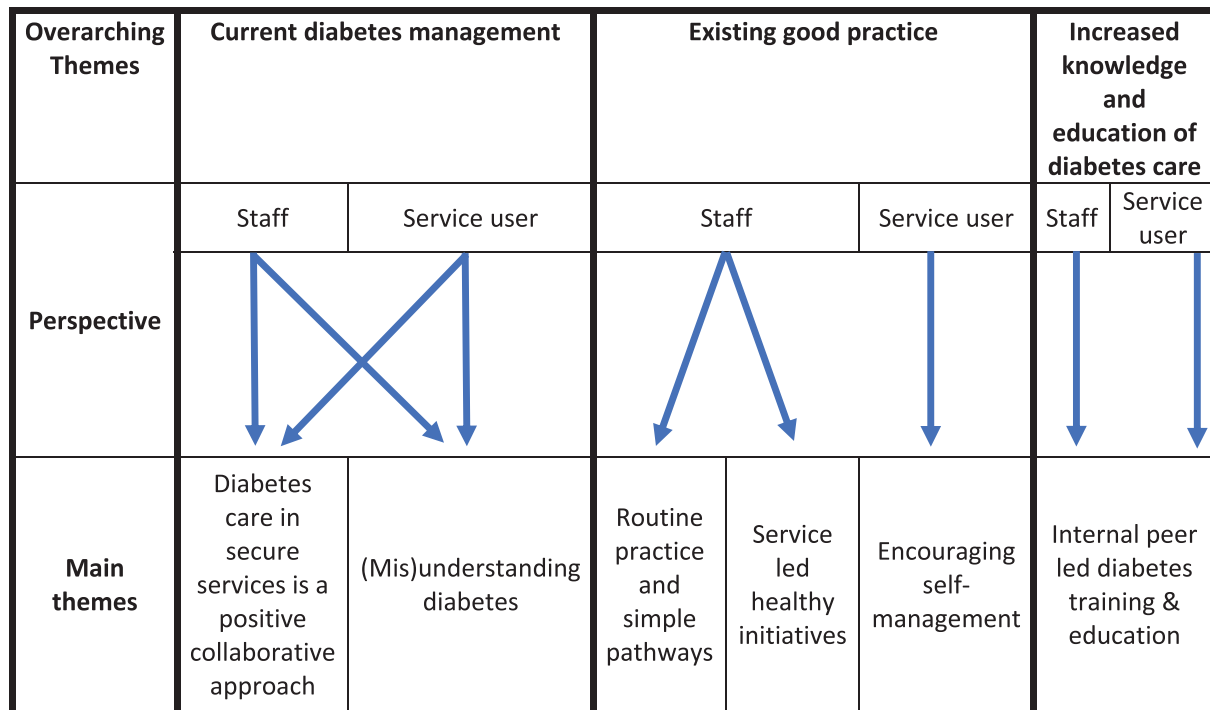 Overarching
Themes
Current diabetes management
Existing good practice
Increased
knowledge
and
education of
diabetes care
Perspective
Staff
Service user
Staff
Service user
Staff
Service
user
Main
themes
Diabetes
care in
secure
services is a
positive
collaborative
approach
(Mis)understanding
diabetes
Routine
practice
and
simple
pathways
Service
led
healthy
initiatives
Encouraging
self-
management
Internal peer
led diabetes
training &
education